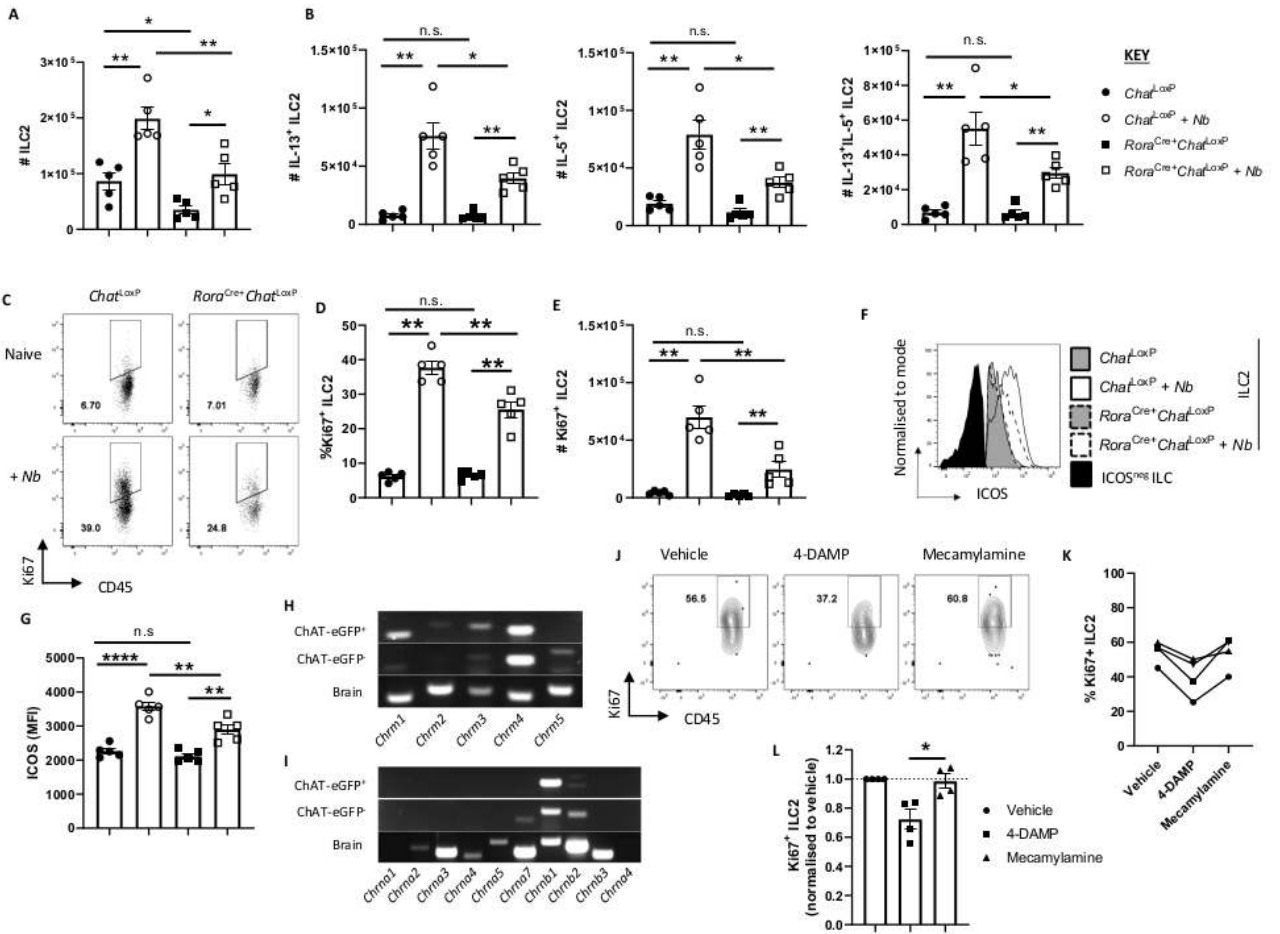 A
*
**
**
*
# ILC2
3×10⁵
2×10⁵
1×10⁵
0
B
n.s.
**
*
**
# IL-13⁺ ILC2
1.5×10⁵
1×10⁵
5×10⁴
0
n.s.
**
*
**
# IL-5⁺ ILC2
1.5×10⁵
1×10⁵
5×10⁴
0
n.s.
**
*
**
# IL-13⁺IL-5⁺ ILC2
1×10⁵
8×10⁴
6×10⁴
4×10⁴
2×10⁴
0
KEY
Chat^LoxP
Chat^LoxP + Nb
Rora^Cre+Chat^LoxP
Rora^Cre+Chat^LoxP + Nb
C
Chat^LoxP
Rora^Cre+Chat^LoxP
Naive
6.70
7.01
+ Nb
39.0
24.8
Ki67
CD45
D
n.s.
**
**
**
%Ki67⁺ ILC2
50
40
30
20
10
0
E
n.s.
**
**
**
# Ki67⁺ ILC2
1.5×10⁵
1×10⁵
5×10⁴
0
F
Normalised to mode
ICOS
Chat^LoxP
Chat^LoxP + Nb
Rora^Cre+Chat^LoxP
Rora^Cre+Chat^LoxP + Nb
ICOS^neg ILC
ILC2
G
n.s
****
**
**
ICOS (MFI)
5000
4000
3000
2000
1000
0
H
ChAT-eGFP⁺
ChAT-eGFP⁻
Brain
Chrm1
Chrm2
Chrm3
Chrm4
Chrm5
I
ChAT-eGFP⁺
ChAT-eGFP⁻
Brain
Chrna1
Chrna2
Chrna3
Chrna4
Chrna5
Chrna7
Chrnb1
Chrnb2
Chrnb3
Chrna4
J
Vehicle
4-DAMP
Mecamylamine
56.5
37.2
60.8
Ki67
CD45
K
% Ki67+ ILC2
100
80
60
40
20
0
Vehicle
4-DAMP
Mecamylamine
L
*
Ki67⁺ ILC2
(normalised to vehicle)
1.2
1.0
0.8
0.6
0.4
0.2
0.0
Vehicle
4-DAMP
Mecamylamine